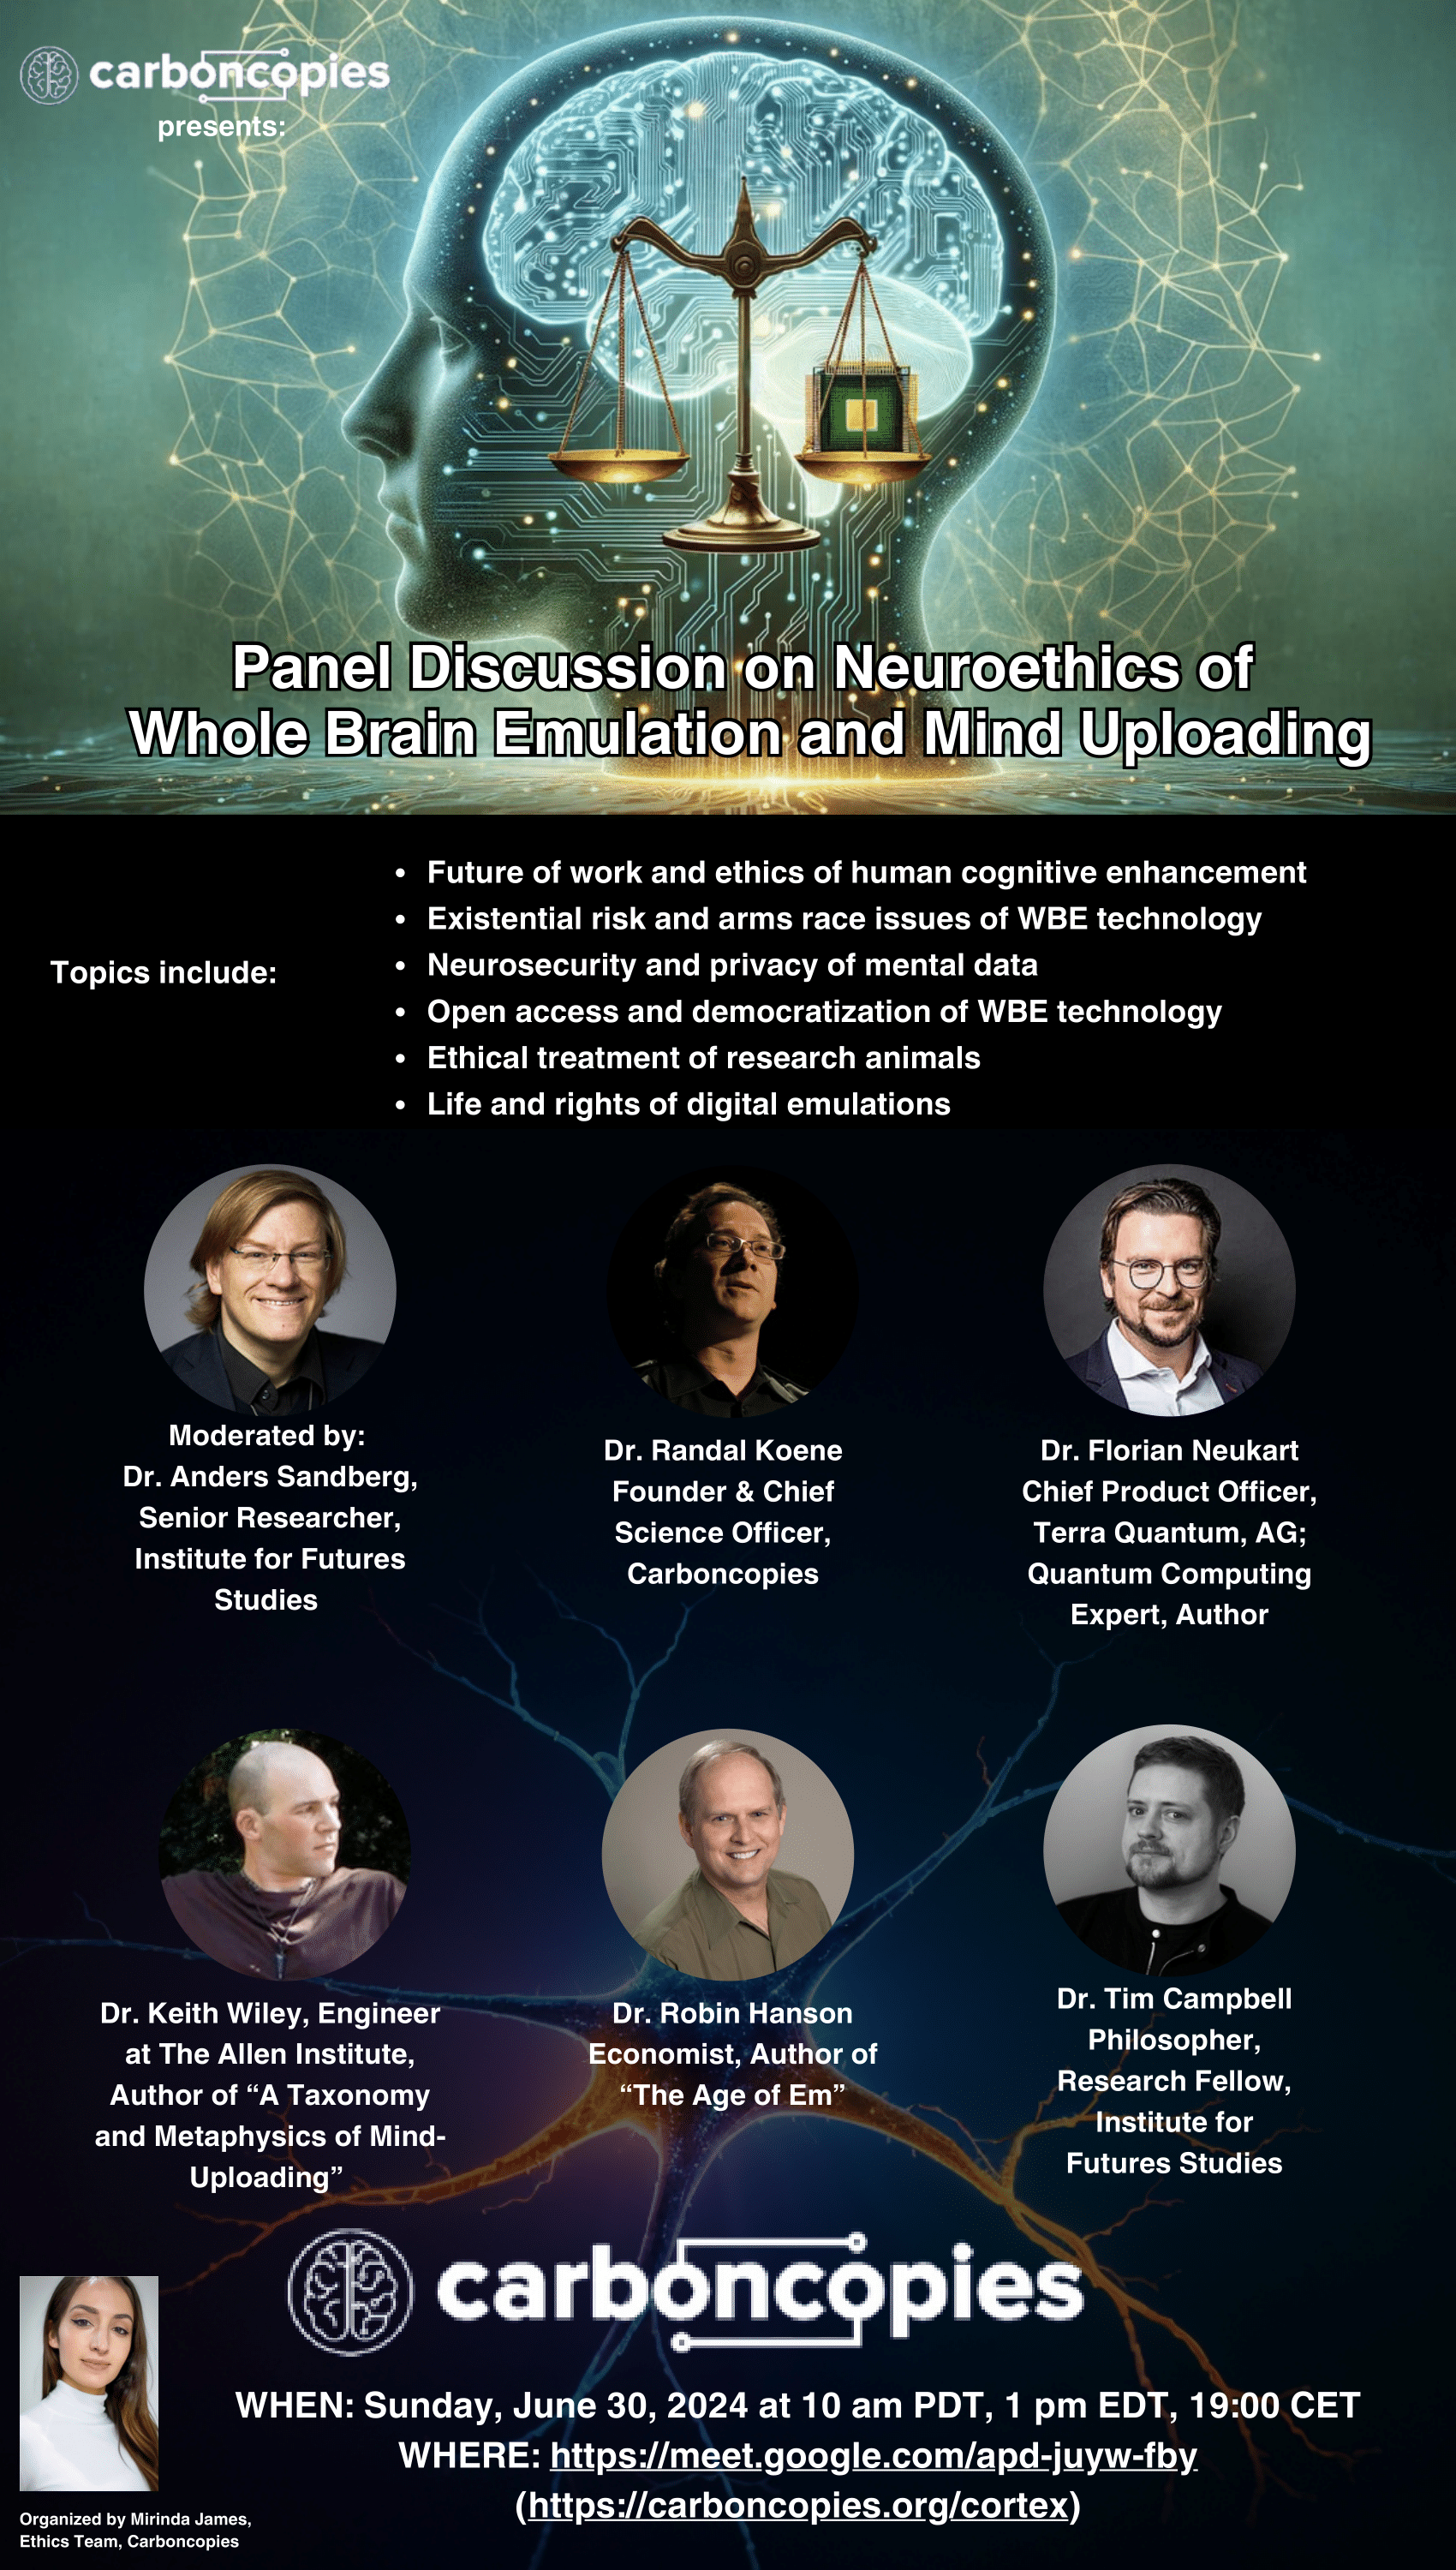 carboncopies
presents:
Panel Discussion on Neuroethics of
Whole Brain Emulation and Mind Uploading
Topics include:
• Future of work and ethics of human cognitive enhancement
• Existential risk and arms race issues of WBE technology
• Neurosecurity and privacy of mental data
• Open access and democratization of WBE technology
• Ethical treatment of research animals
• Life and rights of digital emulations
Moderated by:
Dr. Anders Sandberg,
Senior Researcher,
Institute for Futures
Studies
Dr. Randal Koene
Founder & Chief
Science Officer,
Carboncopies
Dr. Florian Neukart
Chief Product Officer,
Terra Quantum, AG;
Quantum Computing
Expert, Author
Dr. Keith Wiley, Engineer
at The Allen Institute,
Author of “A Taxonomy
and Metaphysics of Mind-
Uploading”
Dr. Robin Hanson
Economist, Author of
“The Age of Em”
Dr. Tim Campbell
Philosopher,
Research Fellow,
Institute for
Futures Studies
carboncopies
WHEN: Sunday, June 30, 2024 at 10 am PDT, 1 pm EDT, 19:00 CET
WHERE: https://meet.google.com/apd-juyw-fby
(https://carboncopies.org/cortex)
Organized by Mirinda James,
Ethics Team, Carboncopies